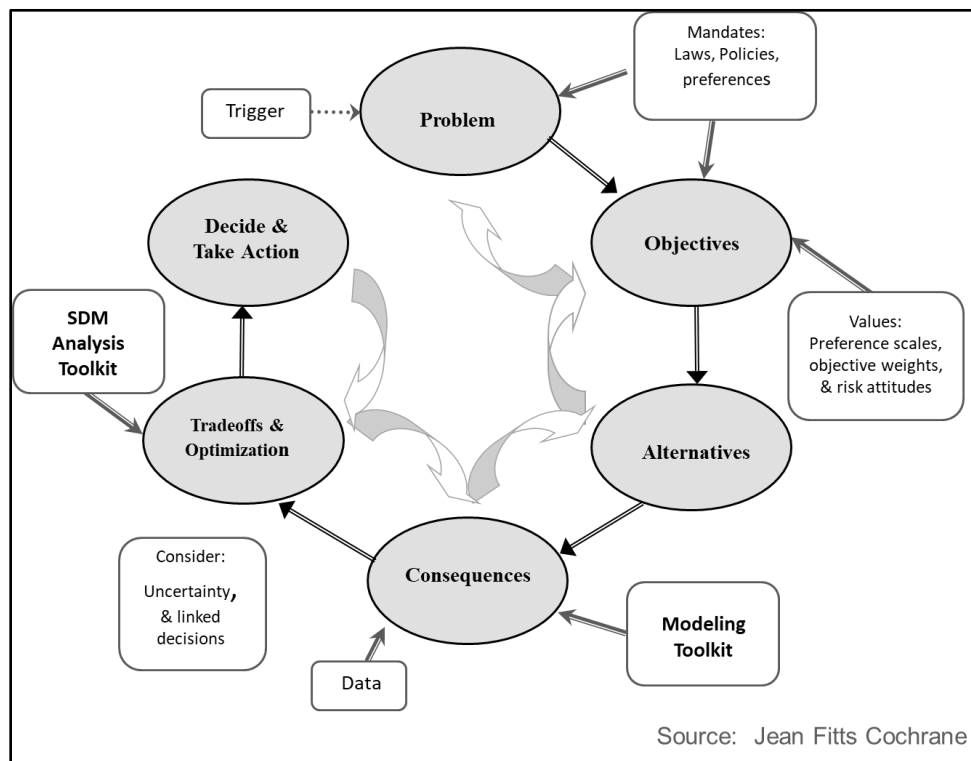 Mandates:
Laws, Policies,
preferences
Trigger
Problem
Decide &
Take Action
Objectives
SDM
Analysis
Toolkit
Values:
Preference scales,
objective weights,
& risk attitudes
Tradeoffs &
Optimization
Alternatives
Consider:
Uncertainty,
& linked
decisions
Consequences
Modeling
Toolkit
Data
Source: Jean Fitts Cochrane